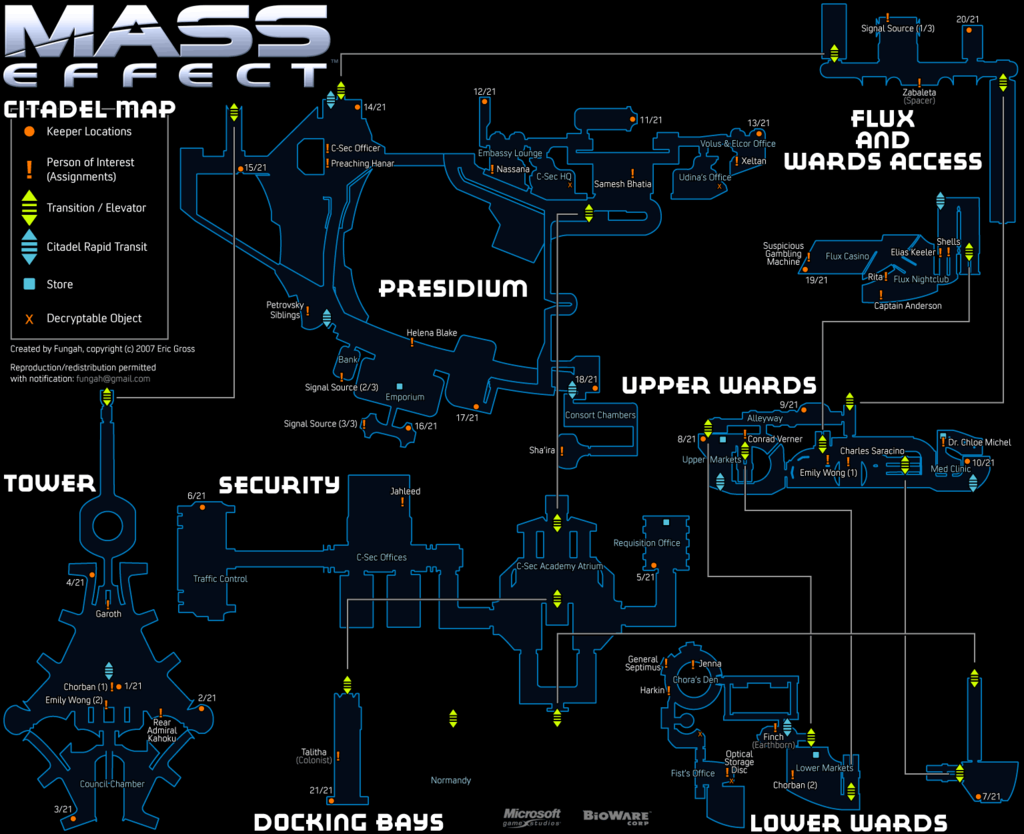 MASS
EFFECT
TM
CITADEL MAP
Keeper Locations
! Person of Interest
(Assignments)
Transition / Elevator
Citadel Rapid Transit
Store
x Decryptable Object
Created by Fungah, copyright (c) 2007 Eric Gross
Reproduction/redistribution permitted
with notification: fungah@gmail.com
FLUX
AND
WARDS ACCESS
Signal Source (1/3)
20/21
Zabaleta
(Spacer)
Shells
Elias Keeler
Suspicious
Gambling
Machine
Flux Casino
19/21
Rita
Flux Nightclub
Captain Anderson
PRESIDIUM
14/21
C-Sec Officer
Preaching Hanar
15/21
12/21
11/21
13/21
Embassy Lounge
Nassana
C-Sec HQ
x
Samesh Bhatia
Volus & Elcor Office
Xeltan
Udina's Office
x
Petrovsky
Siblings
Helena Blake
Bank
Signal Source (2/3)
Emporium
Signal Source (3/3)
16/21
17/21
18/21
Consort Chambers
Sha'ira
UPPER WARDS
9/21
Alleyway
8/21
Conrad Verner
Upper Markets
Charles Saracino
Emily Wong (1)
Dr. Chloe Michel
10/21
Med Clinic
TOWER
4/21
Garoth
Chorban (1)
1/21
Emily Wong (2)
2/21
Rear
Admiral
Kahoku
Council Chamber
3/21
SECURITY
6/21
Traffic Control
Jahleed
C-Sec Offices
C-Sec Academy Atrium
Requisition Office
5/21
DOCKING BAYS
Talitha
(Colonist)
21/21
Normandy
LOWER WARDS
General
Septimus
Jenna
Chora's Den
Harkin
x
Finch
(Earthborn)
Optical
Storage
Disc
x
Fist's Office
Lower Markets
Chorban (2)
7/21
Microsoft
game studios
BIOWARE
CORP